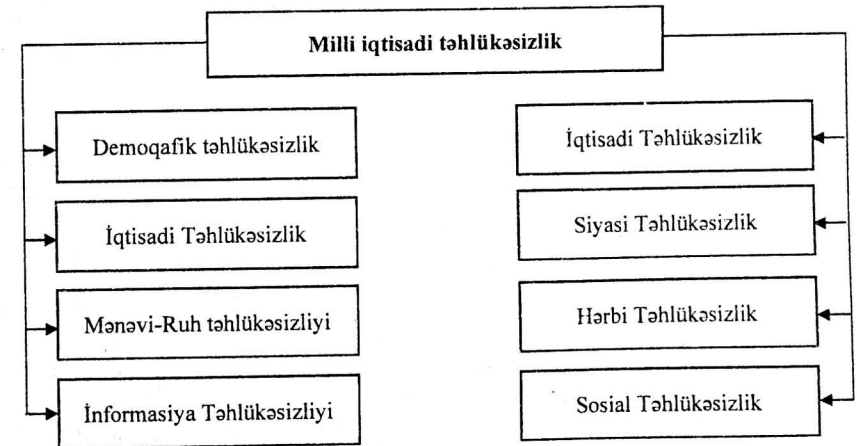 Milli iqtisadi təhlükəsizlik
Demoqafik təhlükəsizlik
İqtisadi Təhlükəsizlik
Mənəvi-Ruh təhlükəsizliyi
İnformasiya Təhlükəsizliyi
İqtisadi Təhlükəsizlik
Siyasi Təhlükəsizlik
Hərbi Təhlükəsizlik
Sosial Təhlükəsizlik